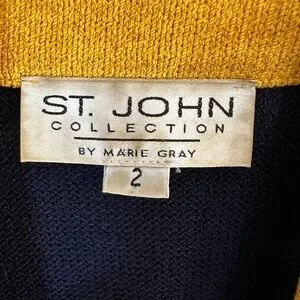 ST. JOHN
COLLECTION
BY MARIE GRAY
2